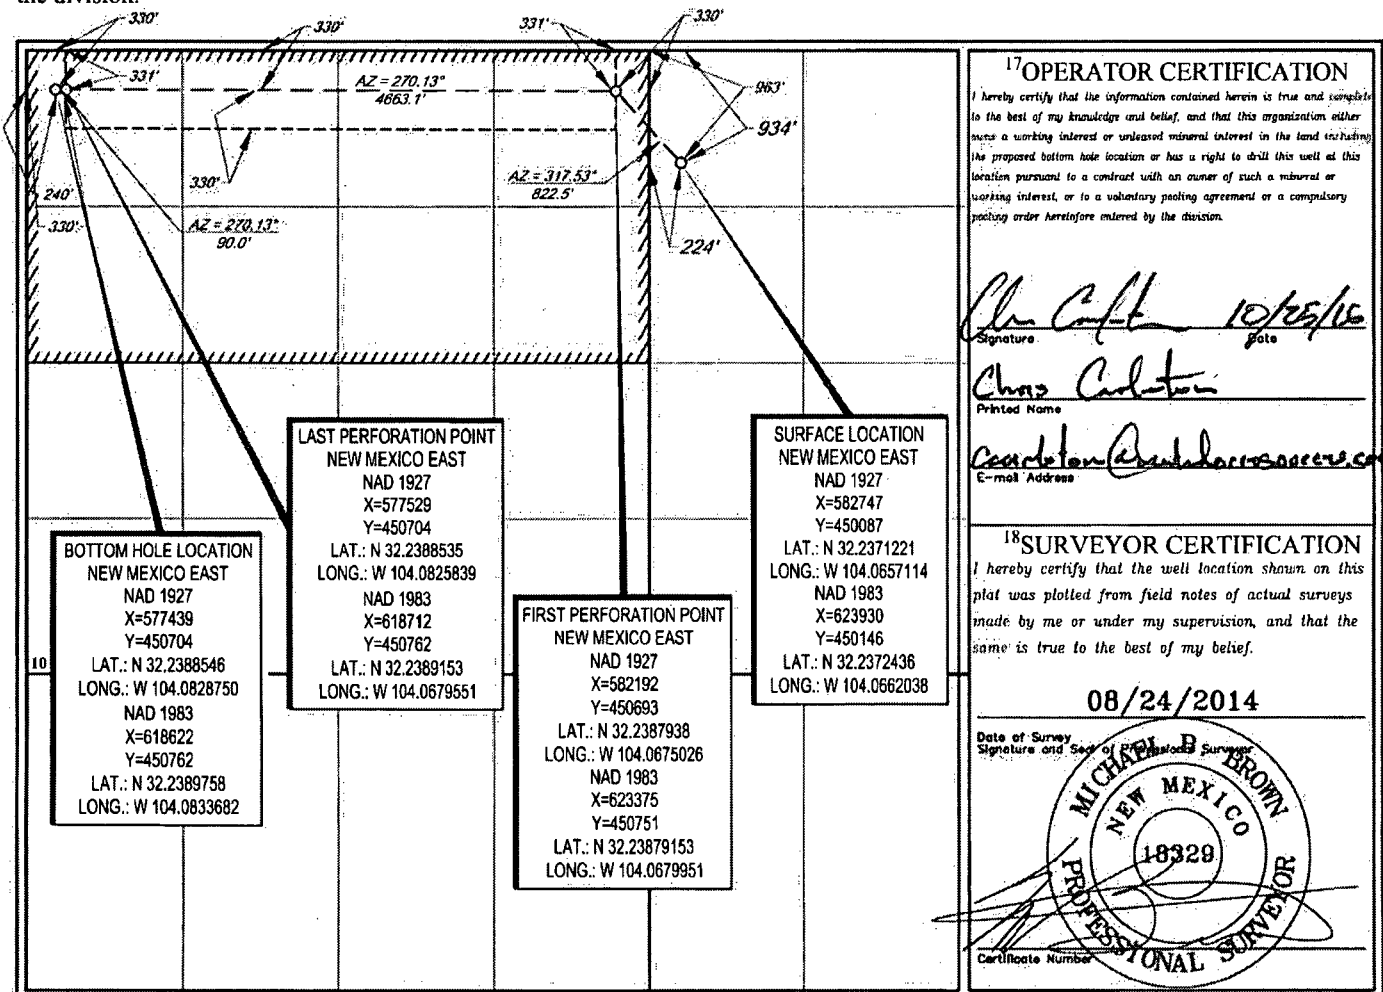 the division.
330'
330'
331'
330'
331'
AZ = 270.13°
4663.1'
963'
934'
240'
330'
330'
AZ = 317.53°
822.5'
AZ = 270.13°
90.0'
224'
LAST PERFORATION POINT
NEW MEXICO EAST
NAD 1927
X=577529
Y=450704
LAT.: N 32.2388535
LONG.: W 104.0825839
NAD 1983
X=618712
Y=450762
LAT.: N 32.2389153
LONG.: W 104.0679551
SURFACE LOCATION
NEW MEXICO EAST
NAD 1927
X=582747
Y=450087
LAT.: N 32.2371221
LONG.: W 104.0657114
NAD 1983
X=623930
Y=450146
LAT.: N 32.2372436
LONG.: W 104.0662038
BOTTOM HOLE LOCATION
NEW MEXICO EAST
NAD 1927
X=577439
Y=450704
LAT.: N 32.2388546
LONG.: W 104.0828750
NAD 1983
X=618622
Y=450762
LAT.: N 32.2389758
LONG.: W 104.0833682
FIRST PERFORATION POINT
NEW MEXICO EAST
NAD 1927
X=582192
Y=450693
LAT.: N 32.2387938
LONG.: W 104.0675026
NAD 1983
X=623375
Y=450751
LAT.: N 32.23879153
LONG.: W 104.0679951
10
17 OPERATOR CERTIFICATION
I hereby certify that the information contained herein is true and complete
to the best of my knowledge and belief, and that this organization either
owns a working interest or unleased mineral interest in the land including
the proposed bottom hole location or has a right to drill this well at this
location pursuant to a contract with an owner of such a mineral or
working interest, or to a voluntary pooling agreement or a compulsory
pooling order heretofore entered by the division.
10/25/16
Signature Date
Printed Name
E-mail Address
18 SURVEYOR CERTIFICATION
I hereby certify that the well location shown on this
plat was plotted from field notes of actual surveys
made by me or under my supervision, and that the
same is true to the best of my belief.
08/24/2014
Date of Survey
Signature and Seal of Professional Surveyor
MICHAEL B. BROWN
NEW MEXICO
18329
PROFESSIONAL SURVEYOR
Certificate Number